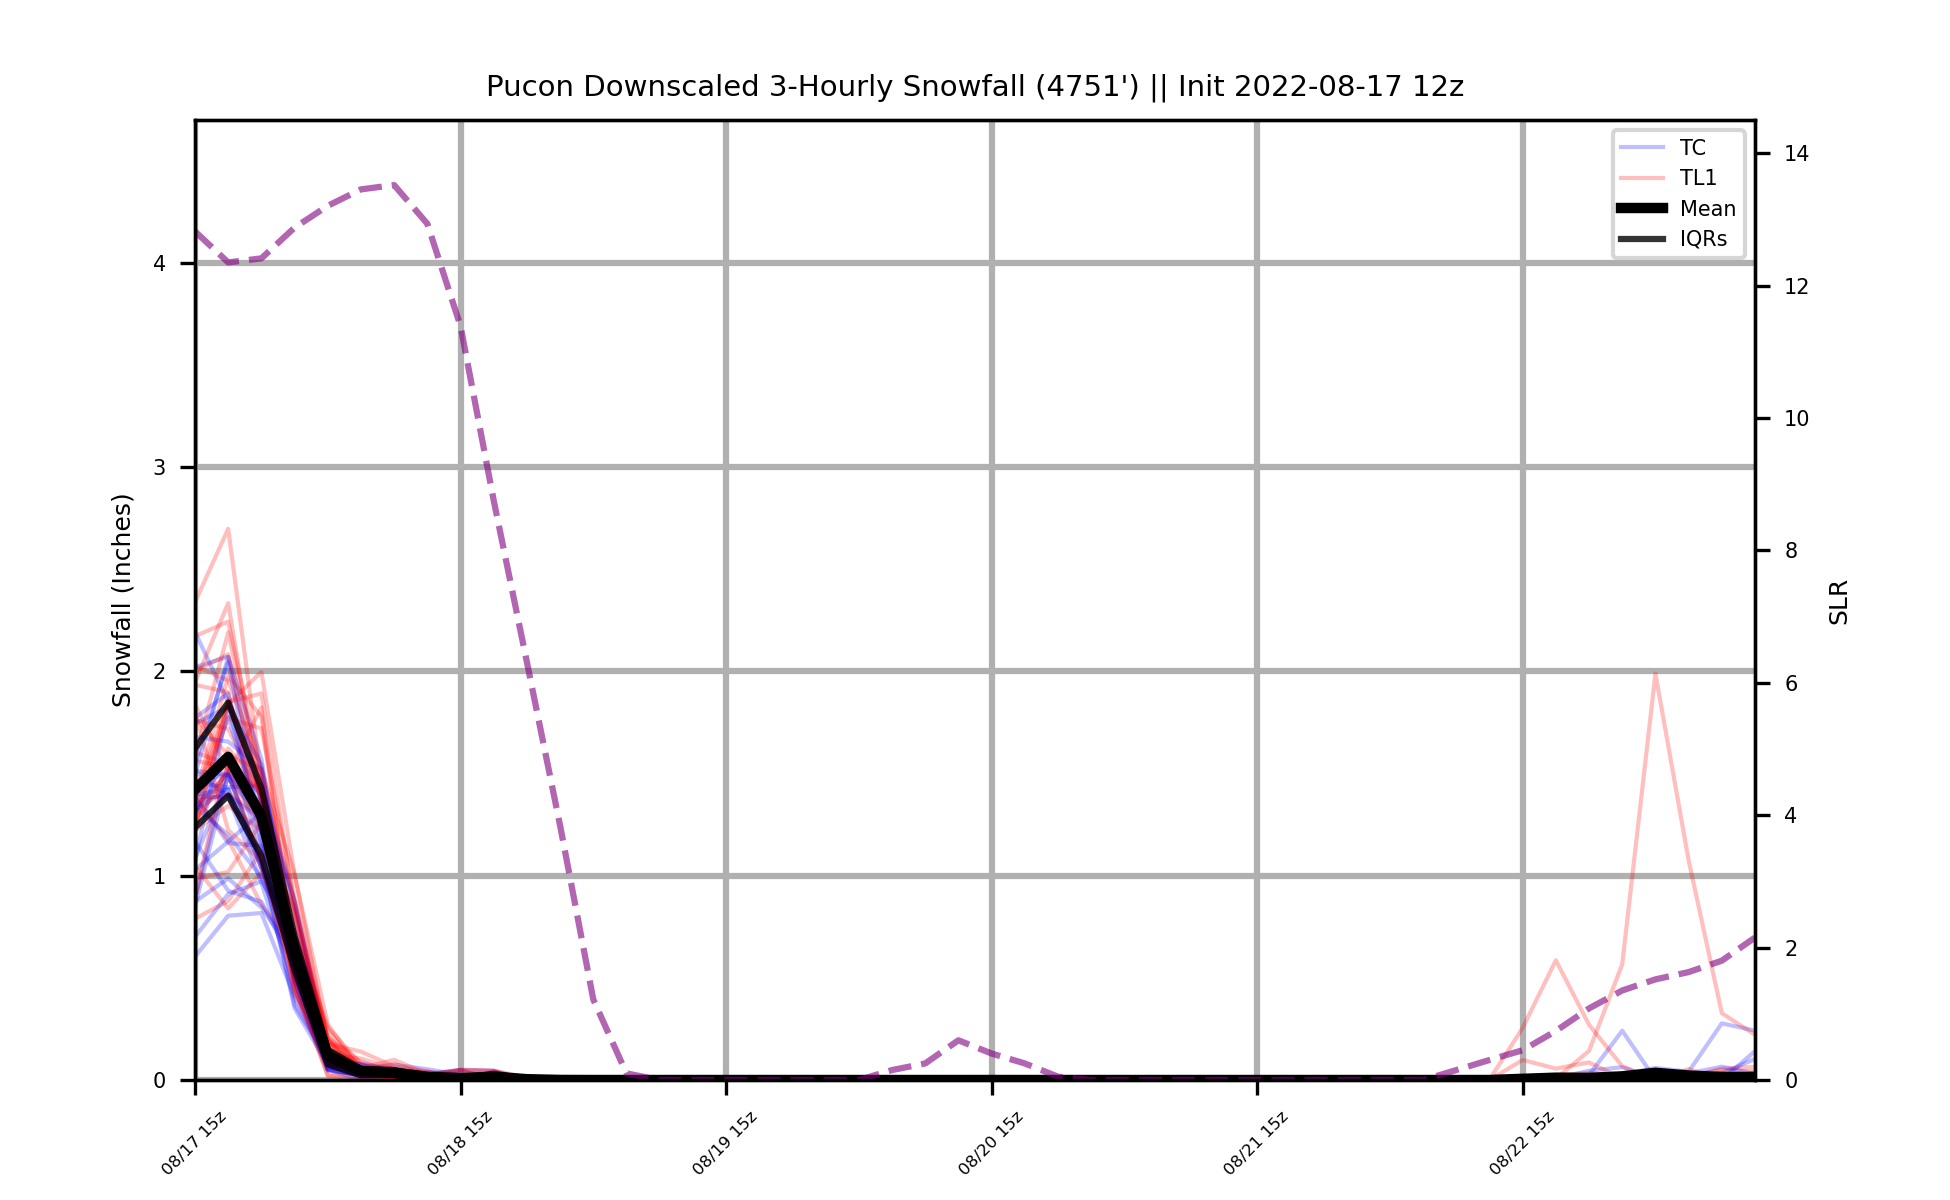 Pucon Downscaled 3-Hourly Snowfall (4751') || Init 2022-08-17 12z
TC
TL1
Mean
IQRs
Snowfall (Inches)
4
3
2
1
0
14
12
10
8
6
4
2
0
SLR
08/17 15z
08/18 15z
08/19 15z
08/20 15z
08/21 15z
08/22 15z